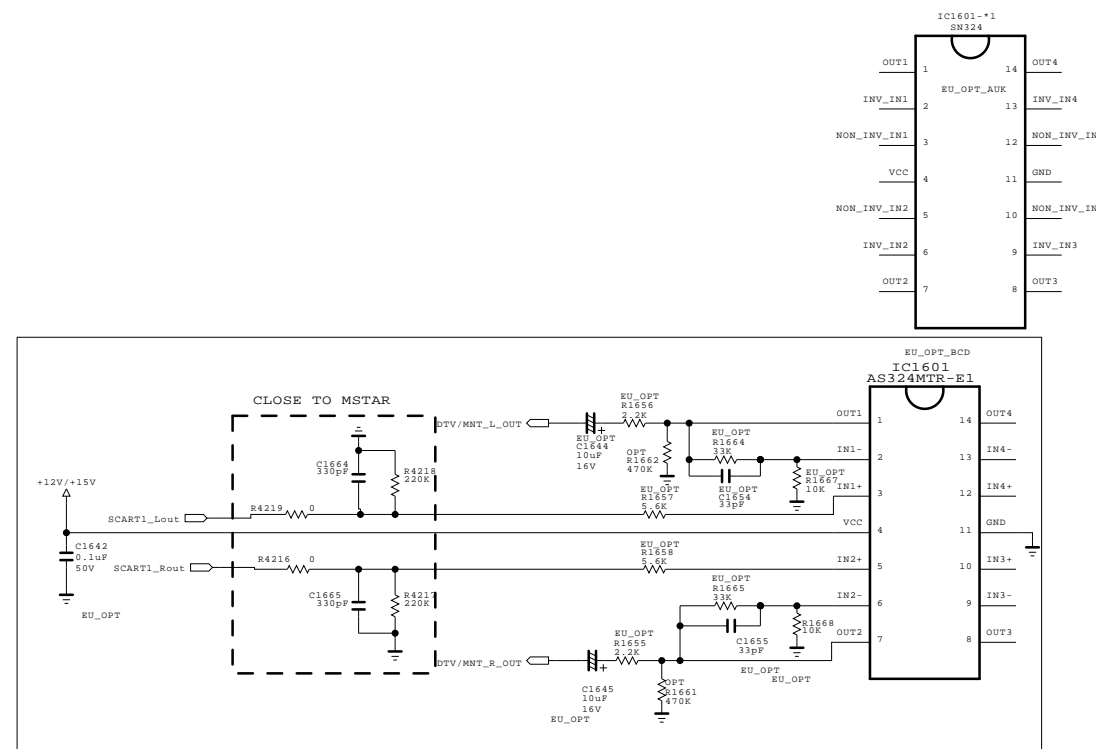 IC1601-*1
SN324
OUT1
1
14
OUT4
EU_OPT_AUK
INV_IN1
2
13
INV_IN4
NON_INV_IN1
3
12
NON_INV_IN
VCC
4
11
GND
NON_INV_IN2
5
10
NON_INV_IN
INV_IN2
6
9
INV_IN3
OUT2
7
8
OUT3
EU_OPT_BCD
IC1601
AS324MTR-E1
CLOSE TO MSTAR
DTV/MNT_L_OUT
EU_OPT
C1644
10uF
16V
EU_OPT
R1656
2.2K
OPT
R1662
470K
EU_OPT
R1664
33K
EU_OPT
C1654
33pF
EU_OPT
R1667
10K
EU_OPT
R1657
5.6K
OUT1
1
14
OUT4
IN1-
2
13
IN4-
IN1+
3
12
IN4+
VCC
4
11
GND
IN2+
5
10
IN3+
IN2-
6
9
IN3-
OUT2
7
8
OUT3
C1664
330pF
R4218
220K
+12V/+15V
SCART1_Lout
R4219
0
C1642
0.1uF
50V
EU_OPT
SCART1_Rout
R4216
0
C1665
330pF
R4217
220K
EU_OPT
R1658
5.6K
EU_OPT
R1665
33K
C1655
33pF
EU_OPT
R1668
10K
EU_OPT
DTV/MNT_R_OUT
EU_OPT
R1655
2.2K
C1645
10uF
16V
EU_OPT
OPT
R1661
470K